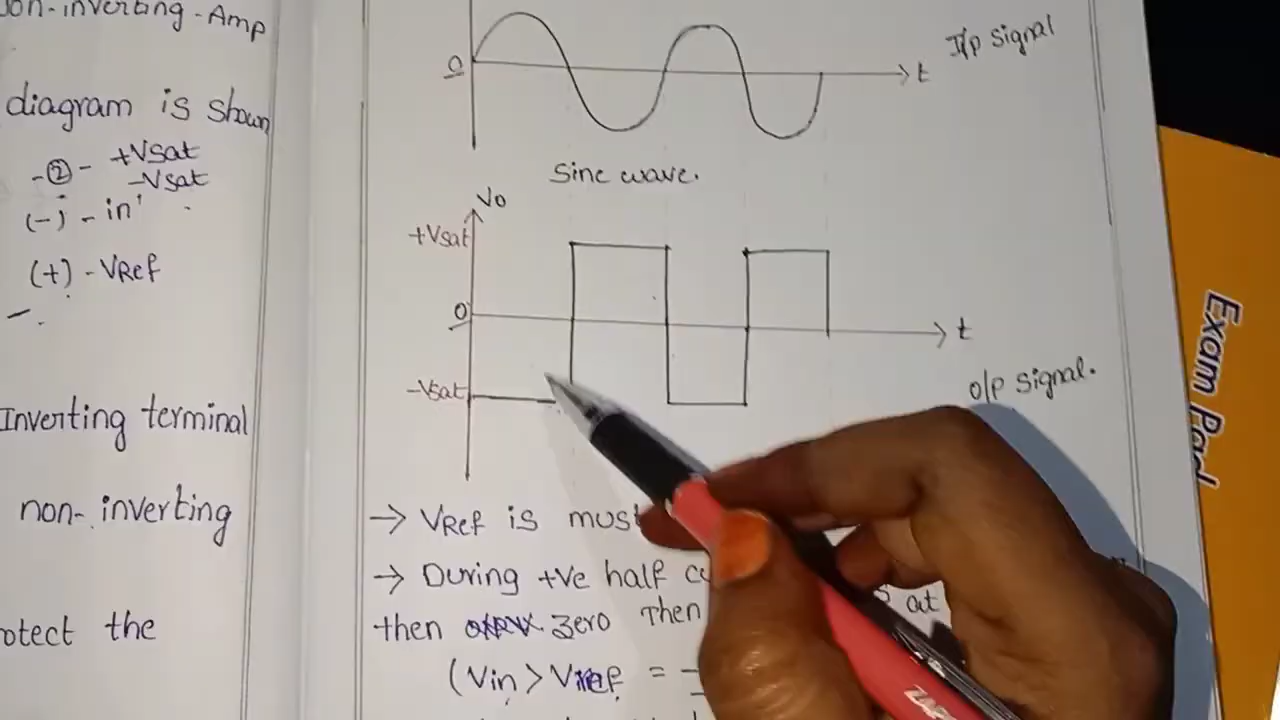 non-inverting-Amp
diagram is shown
-②- +Vsat
-Vsat
(-) - in'
(+) - VRef
Inverting terminal
non-inverting
otect the
0
t
I/p Signal
Sine wave.
Vo
+Vsat
0
t
-Vsat
o/p signal.
→ VRef is must
→ During +ve half
then zero Then at
(Vin > Vref = -
Exam Pad